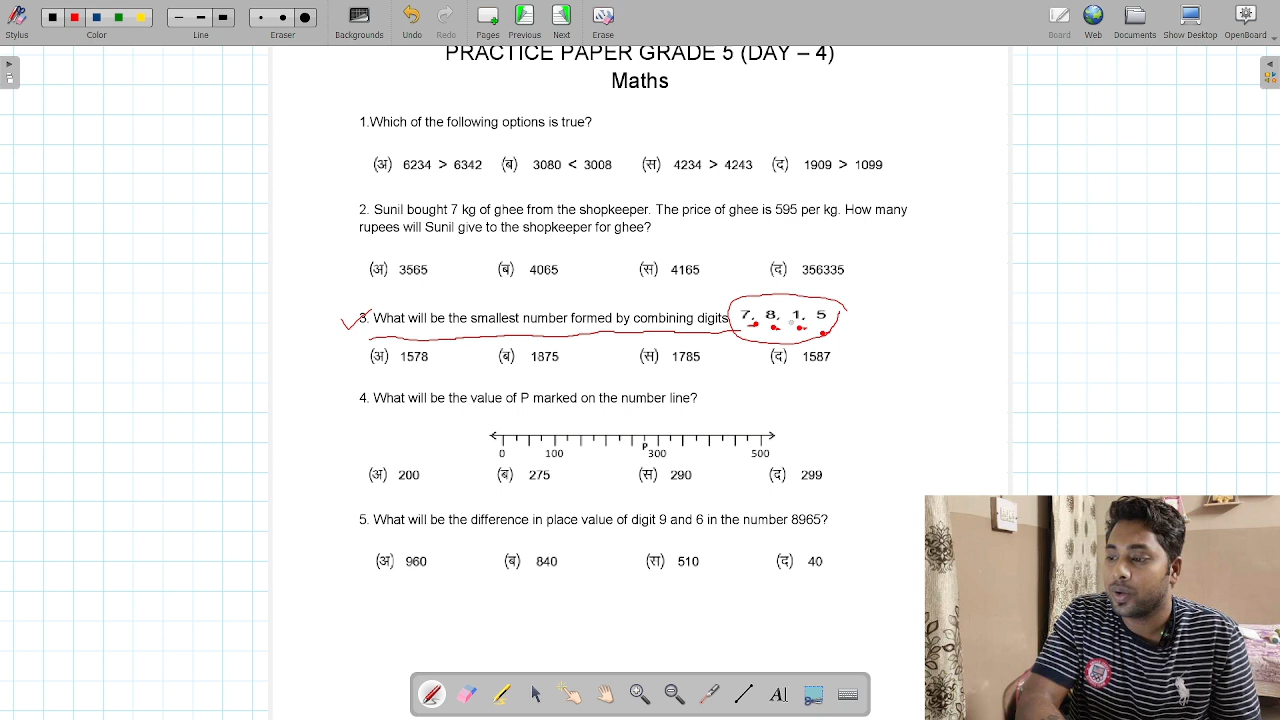 Stylus Color Line Eraser Backgrounds Undo Redo Pages Previous Next Erase Board Web Documents Show Desktop OpenBoard
PRACTICE PAPER GRADE 5 (DAY – 4)
Maths
1.Which of the following options is true?
(अ) 6234 > 6342 (ब) 3080 < 3008 (स) 4234 > 4243 (द) 1909 > 1099
2. Sunil bought 7 kg of ghee from the shopkeeper. The price of ghee is 595 per kg. How many
rupees will Sunil give to the shopkeeper for ghee?
(अ) 3565 (ब) 4065 (स) 4165 (द) 356335
3. What will be the smallest number formed by combining digits 7, 8, 1, 5
(अ) 1578 (ब) 1875 (स) 1785 (द) 1587
4. What will be the value of P marked on the number line?
P
0 100 300 500
(अ) 200 (ब) 275 (स) 290 (द) 299
5. What will be the difference in place value of digit 9 and 6 in the number 8965?
(अ) 960 (ब) 840 (स) 510 (द) 40